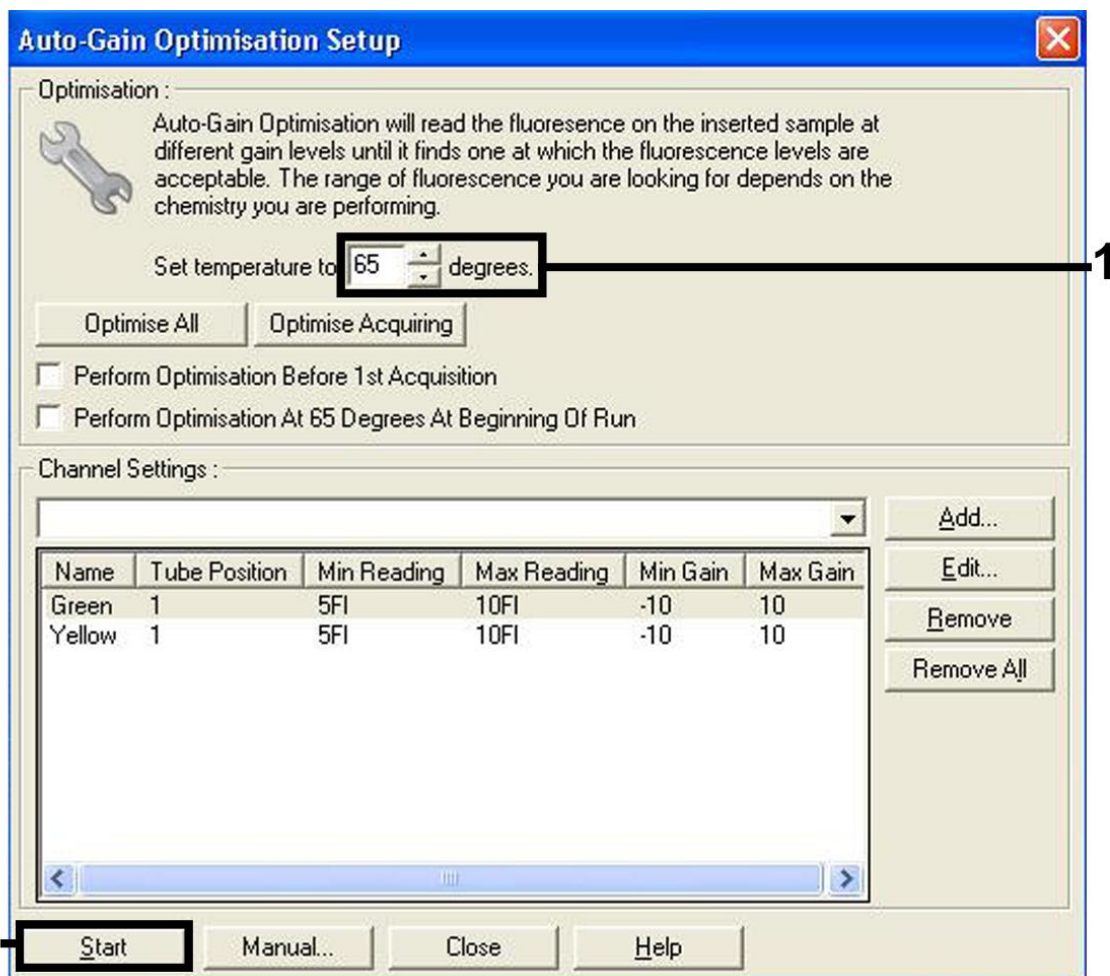 Auto-Gain Optimisation Setup
Optimisation :
Auto-Gain Optimisation will read the fluoresence on the inserted sample at
different gain levels until it finds one at which the fluorescence levels are
acceptable. The range of fluorescence you are looking for depends on the
chemistry you are performing.
Set temperature to 65 degrees.
1
Optimise All Optimise Acquiring
Perform Optimisation Before 1st Acquisition
Perform Optimisation At 65 Degrees At Beginning Of Run
Channel Settings :
Add...
Name Tube Position Min Reading Max Reading Min Gain Max Gain Edit...
Green 1 5Fl 10Fl -10 10
Remove
Yellow 1 5Fl 10Fl -10 10
Remove All
Start Manual... Close Help